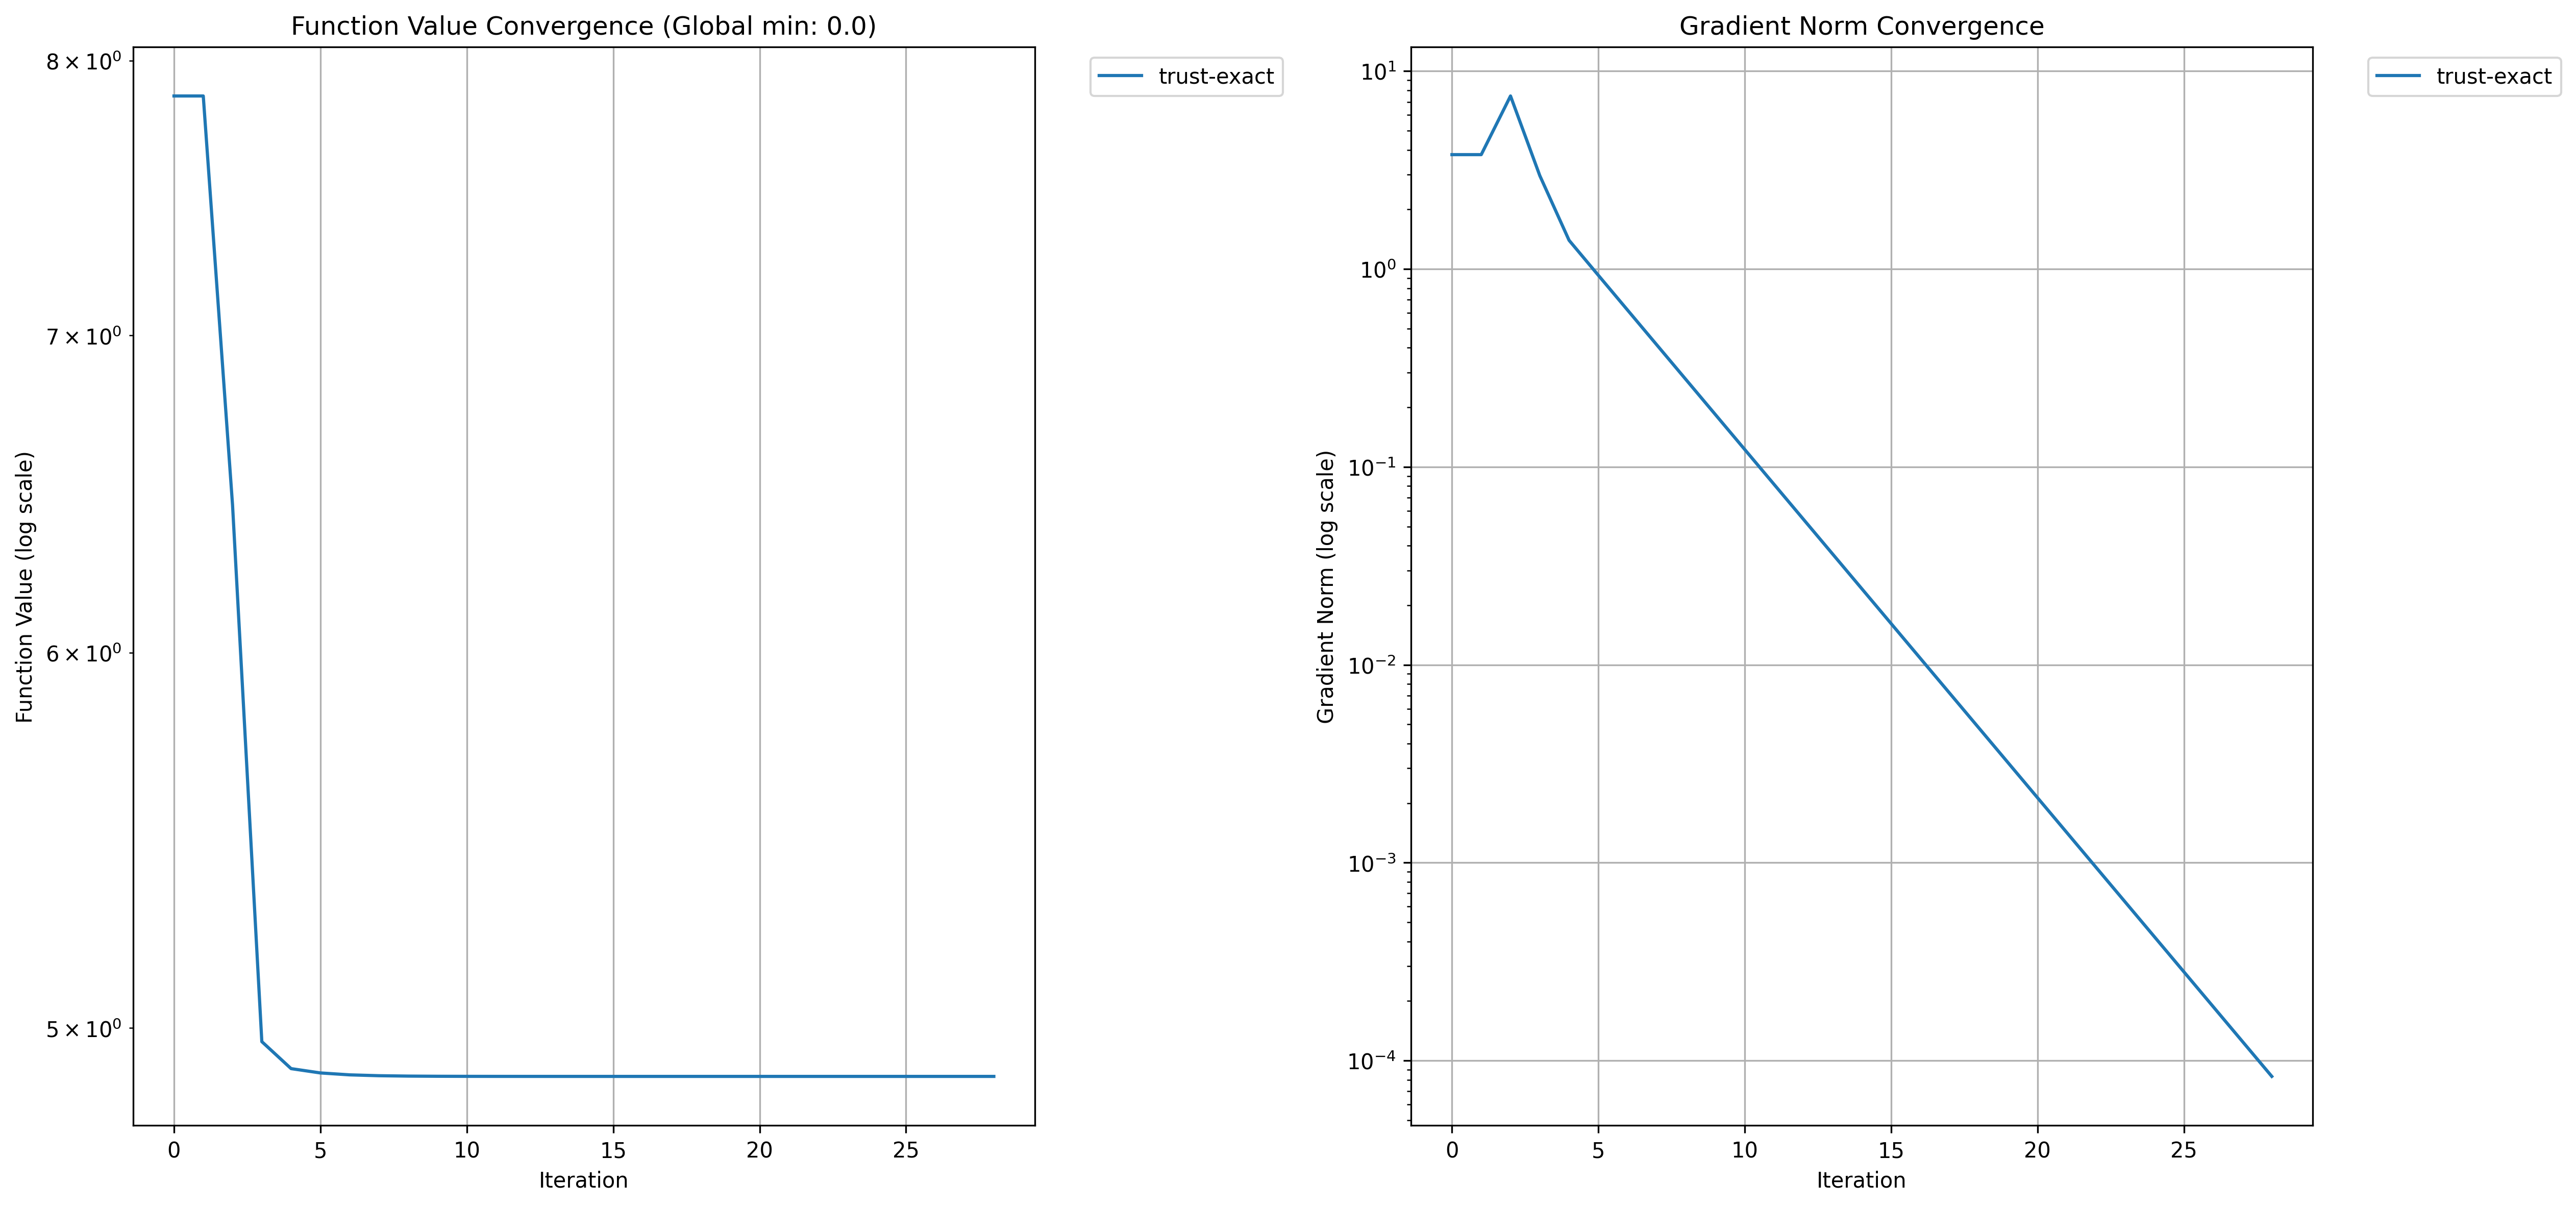 Function Value Convergence (Global min: 0.0)
8 × 10⁰
7 × 10⁰
6 × 10⁰
5 × 10⁰
Function Value (log scale)
0 5 10 15 20 25
Iteration
trust-exact
Gradient Norm Convergence
10¹
10⁰
10⁻¹
10⁻²
10⁻³
10⁻⁴
Gradient Norm (log scale)
0 5 10 15 20 25
Iteration
trust-exact